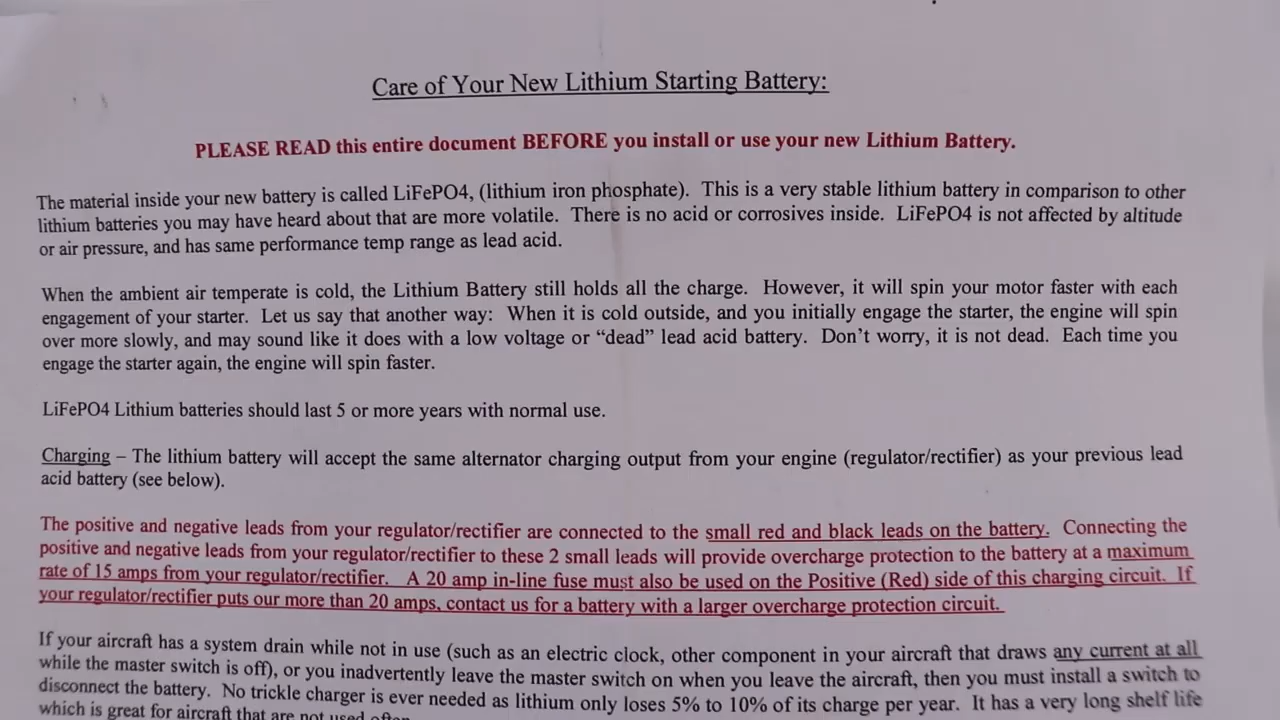 Care of Your New Lithium Starting Battery:
PLEASE READ this entire document BEFORE you install or use your new Lithium Battery.
The material inside your new battery is called LiFePO4, (lithium iron phosphate). This is a very stable lithium battery in comparison to other
lithium batteries you may have heard about that are more volatile. There is no acid or corrosives inside. LiFePO4 is not affected by altitude
or air pressure, and has same performance temp range as lead acid.
When the ambient air temperate is cold, the Lithium Battery still holds all the charge. However, it will spin your motor faster with each
engagement of your starter. Let us say that another way: When it is cold outside, and you initially engage the starter, the engine will spin
over more slowly, and may sound like it does with a low voltage or “dead” lead acid battery. Don’t worry, it is not dead. Each time you
engage the starter again, the engine will spin faster.
LiFePO4 Lithium batteries should last 5 or more years with normal use.
Charging – The lithium battery will accept the same alternator charging output from your engine (regulator/rectifier) as your previous lead
acid battery (see below).
The positive and negative leads from your regulator/rectifier are connected to the small red and black leads on the battery. Connecting the
positive and negative leads from your regulator/rectifier to these 2 small leads will provide overcharge protection to the battery at a maximum
rate of 15 amps from your regulator/rectifier. A 20 amp in-line fuse must also be used on the Positive (Red) side of this charging circuit. If
your regulator/rectifier puts our more than 20 amps, contact us for a battery with a larger overcharge protection circuit.
If your aircraft has a system drain while not in use (such as an electric clock, other component in your aircraft that draws any current at all
while the master switch is off), or you inadvertently leave the master switch on when you leave the aircraft, then you must install a switch to
disconnect the battery. No trickle charger is ever needed as lithium only loses 5% to 10% of its charge per year. It has a very long shelf life
which is great for aircraft that are not used often